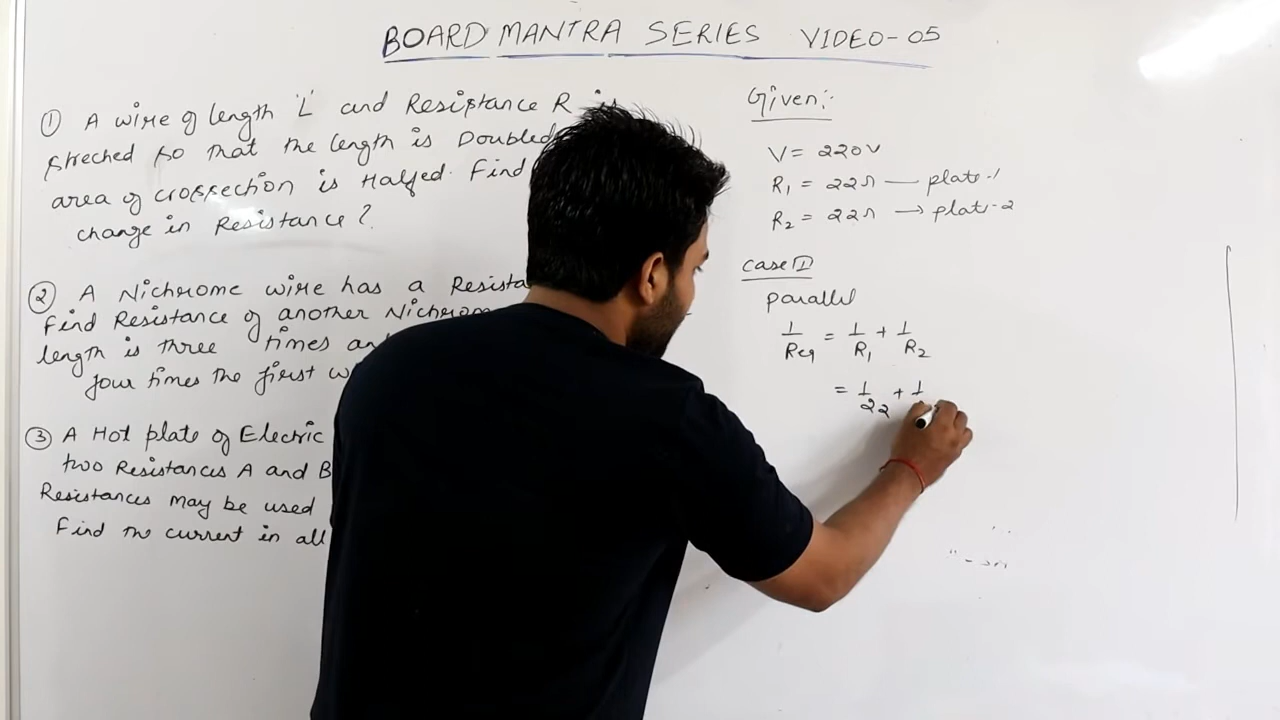 BOARD MANTRA SERIES VIDEO-05
① A wire of length 'L' and Resistance R is
streched so that the length is Doubled
area of crossection is Halfed. Find
change in Resistance?
② A Nichrome wire has a Resista
Find Resistance of another Nichrom
length is three times an
four times the first w
③ A Hot plate of Electric
two Resistances A and B
Resistances may be used
Find the current in all
Given:-
V = 220V
R₁ = 22Ω — plate-1
R₂ = 22Ω → plate-2
case I
parallel
1/Req = 1/R₁ + 1/R₂
= 1/22 + 1/